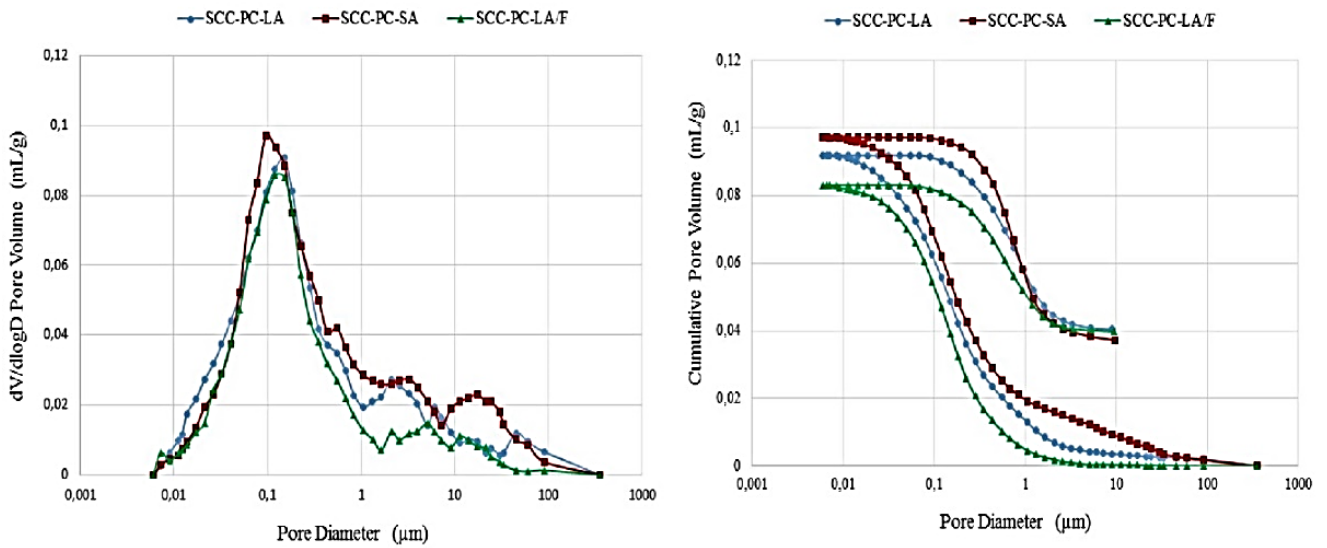 SCC-PC-LA SCC-PC-SA SCC-PC-LA/F
0,12
0,1
0,08
0,06
0,04
0,02
0
dV/dlogD Pore Volume (mL/g)
0,001 0,01 0,1 1 10 100 1000
Pore Diameter (µm)
SCC-PC-LA SCC-PC-SA SCC-PC-LA/F
0,12
0,1
0,08
0,06
0,04
0,02
0
Cumulative Pore Volume (mL/g)
0,001 0,01 0,1 1 10 100 1000
Pore Diameter (µm)